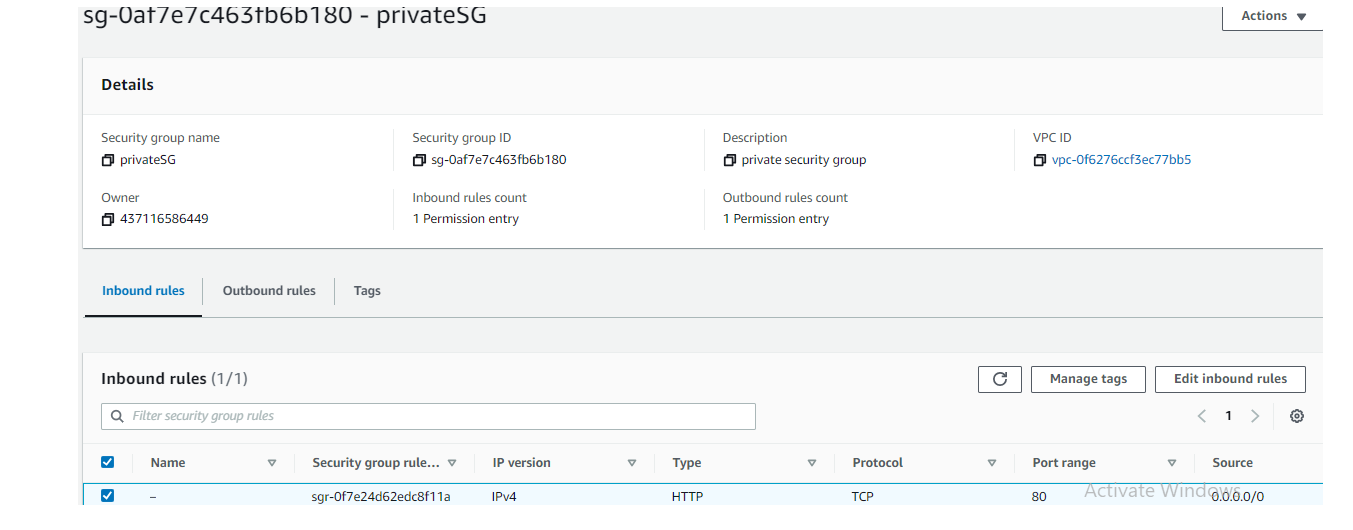 sg-0af7e7c463fb6b180 - privateSG
Actions
Details
Security group name
privateSG
Security group ID
sg-0af7e7c463fb6b180
Description
private security group
VPC ID
vpc-0f6276ccf3ec77bb5
Owner
437116586449
Inbound rules count
1 Permission entry
Outbound rules count
1 Permission entry
Inbound rules Outbound rules Tags
Inbound rules (1/1)
Manage tags Edit inbound rules
Filter security group rules
1
Name Security group rule... IP version Type Protocol Port range Source
– sgr-0f7e24d62edc8f11a IPv4 HTTP TCP 80 0.0.0.0/0
Activate Windows